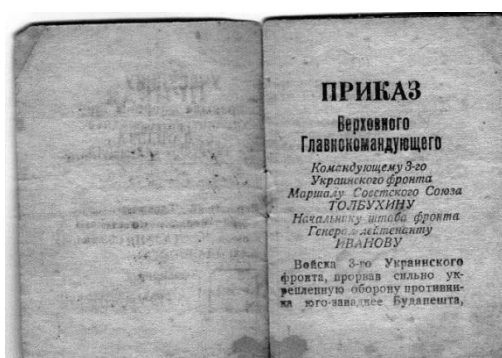 ПРИКАЗ
Верховного
Главнокомандующего
Командующему 3-го
Украинского фронта
Маршалу Советского Союза
ТОЛБУХИНУ
Начальнику штаба фронта
Генерал-лейтенанту
ИВАНОВУ
Войска 3-го Украинского
фронта, прорвав сильно ук-
репленную оборону противни-
ка юго-западнее Будапешта,